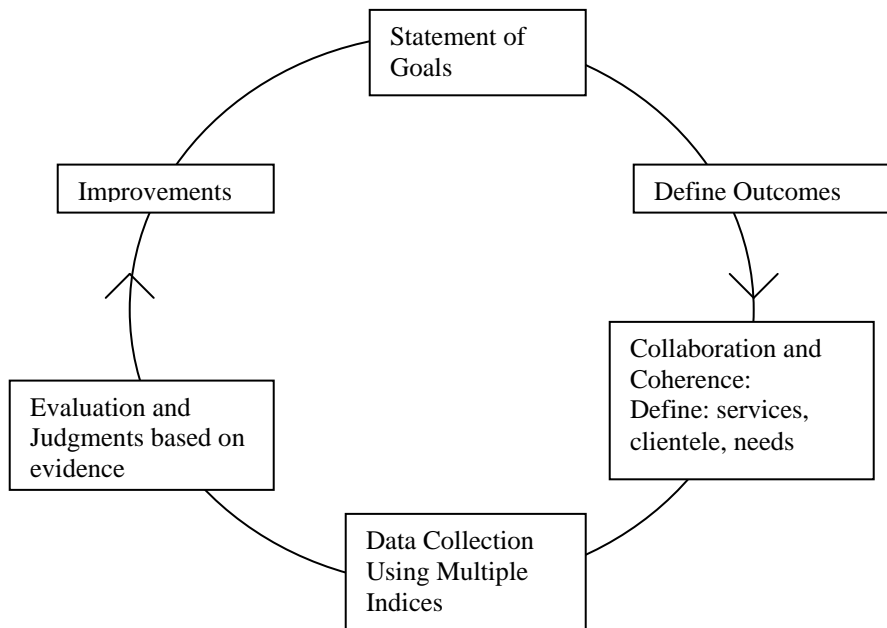 Statement of
Goals
Define Outcomes
Collaboration and
Coherence:
Define: services,
clientele, needs
Data Collection
Using Multiple
Indices
Evaluation and
Judgments based on
evidence
Improvements